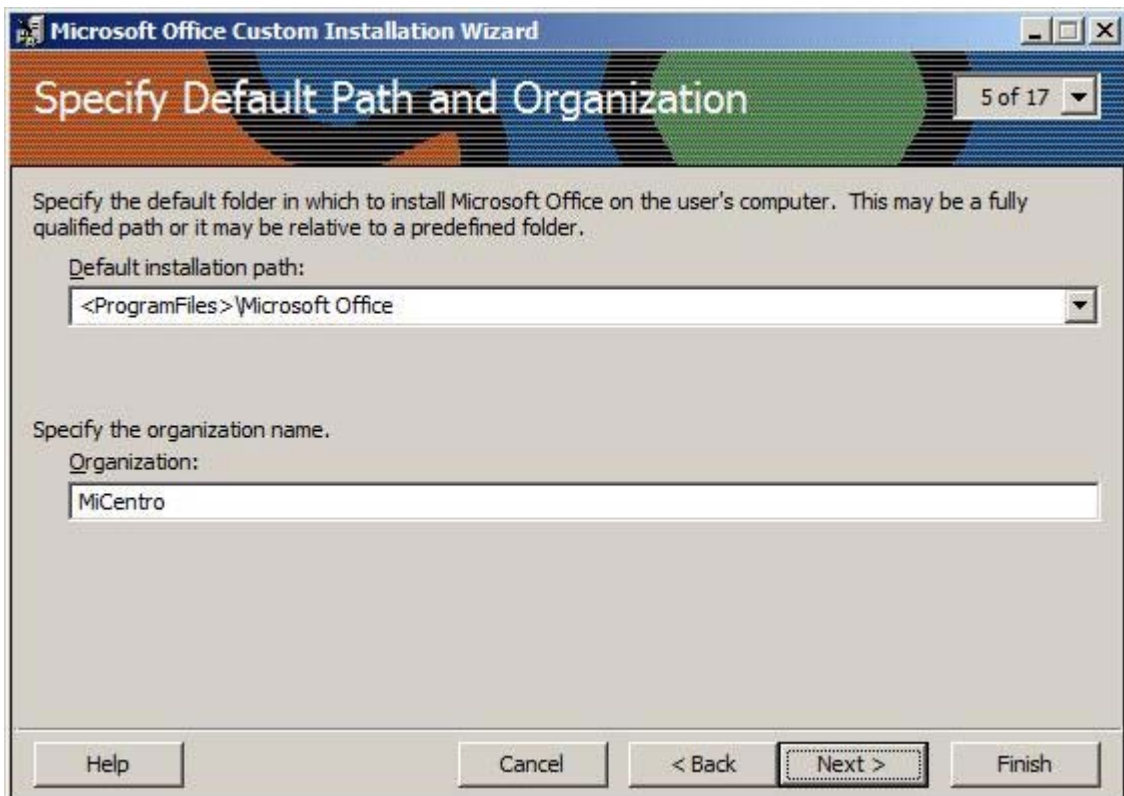 Microsoft Office Custom Installation Wizard
Specify Default Path and Organization
5 of 17
Specify the default folder in which to install Microsoft Office on the user's computer. This may be a fully
qualified path or it may be relative to a predefined folder.
Default installation path:
<ProgramFiles>\Microsoft Office
Specify the organization name.
Organization:
MiCentro
Help
Cancel
< Back
Next >
Finish